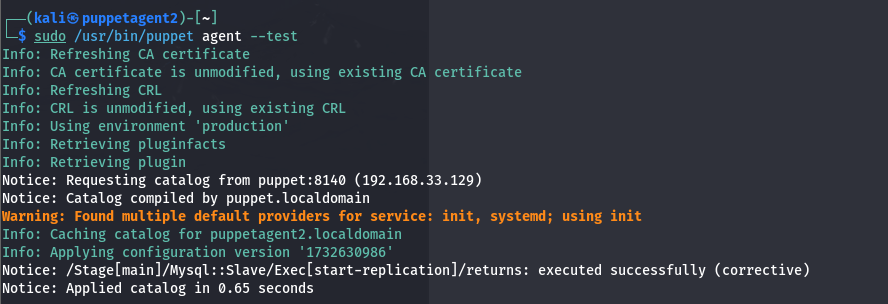 ┌──(kali㉿puppetagent2)-[~]
└─$ sudo /usr/bin/puppet agent --test
Info: Refreshing CA certificate
Info: CA certificate is unmodified, using existing CA certificate
Info: Refreshing CRL
Info: CRL is unmodified, using existing CRL
Info: Using environment 'production'
Info: Retrieving pluginfacts
Info: Retrieving plugin
Notice: Requesting catalog from puppet:8140 (192.168.33.129)
Notice: Catalog compiled by puppet.localdomain
Warning: Found multiple default providers for service: init, systemd; using init
Info: Caching catalog for puppetagent2.localdomain
Info: Applying configuration version '1732630986'
Notice: /Stage[main]/Mysql::Slave/Exec[start-replication]/returns: executed successfully (corrective)
Notice: Applied catalog in 0.65 seconds